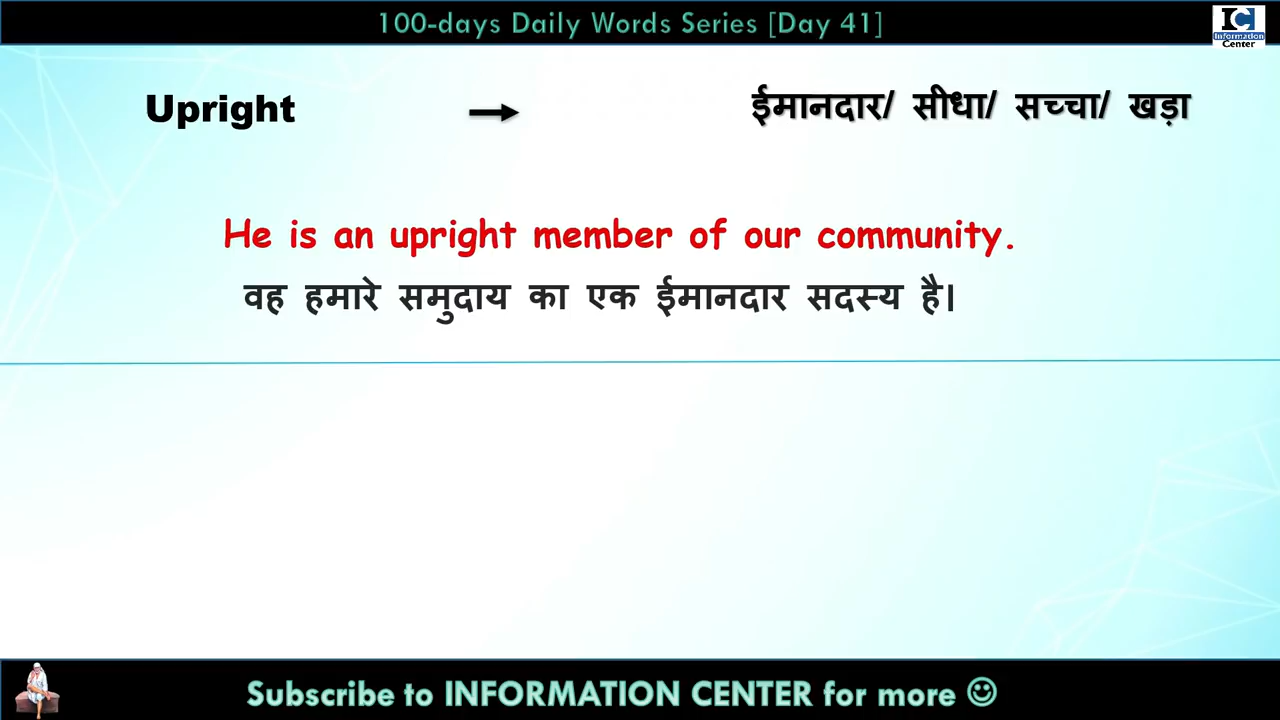 100-days Daily Words Series [Day 41]
IC
Information
Center
Upright → ईमानदार/ सीधा/ सच्चा/ खड़ा
He is an upright member of our community.
वह हमारे समुदाय का एक ईमानदार सदस्य है।
Subscribe to INFORMATION CENTER for more ☺